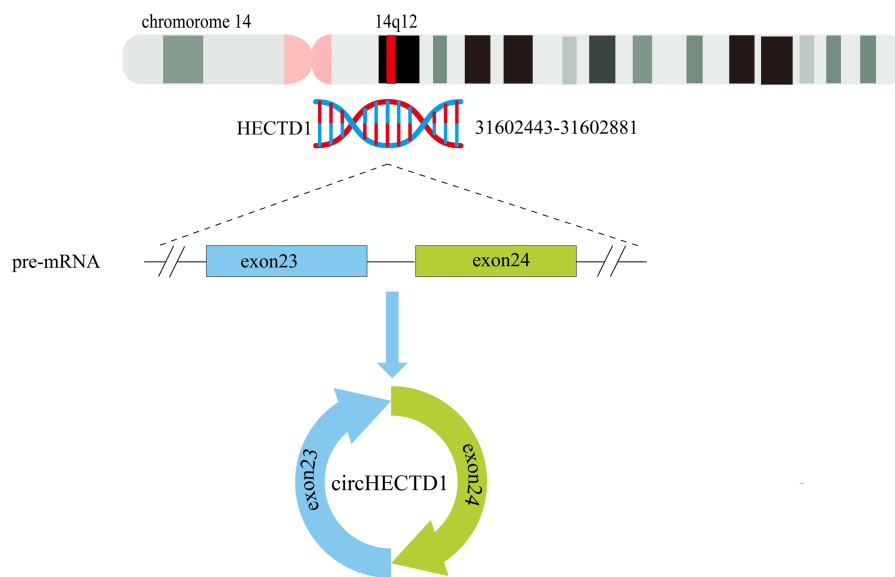 chromorome 14
14q12
HECTD1
31602443-31602881
pre-mRNA
exon23
exon24
exon23
circHECTD1
exon24